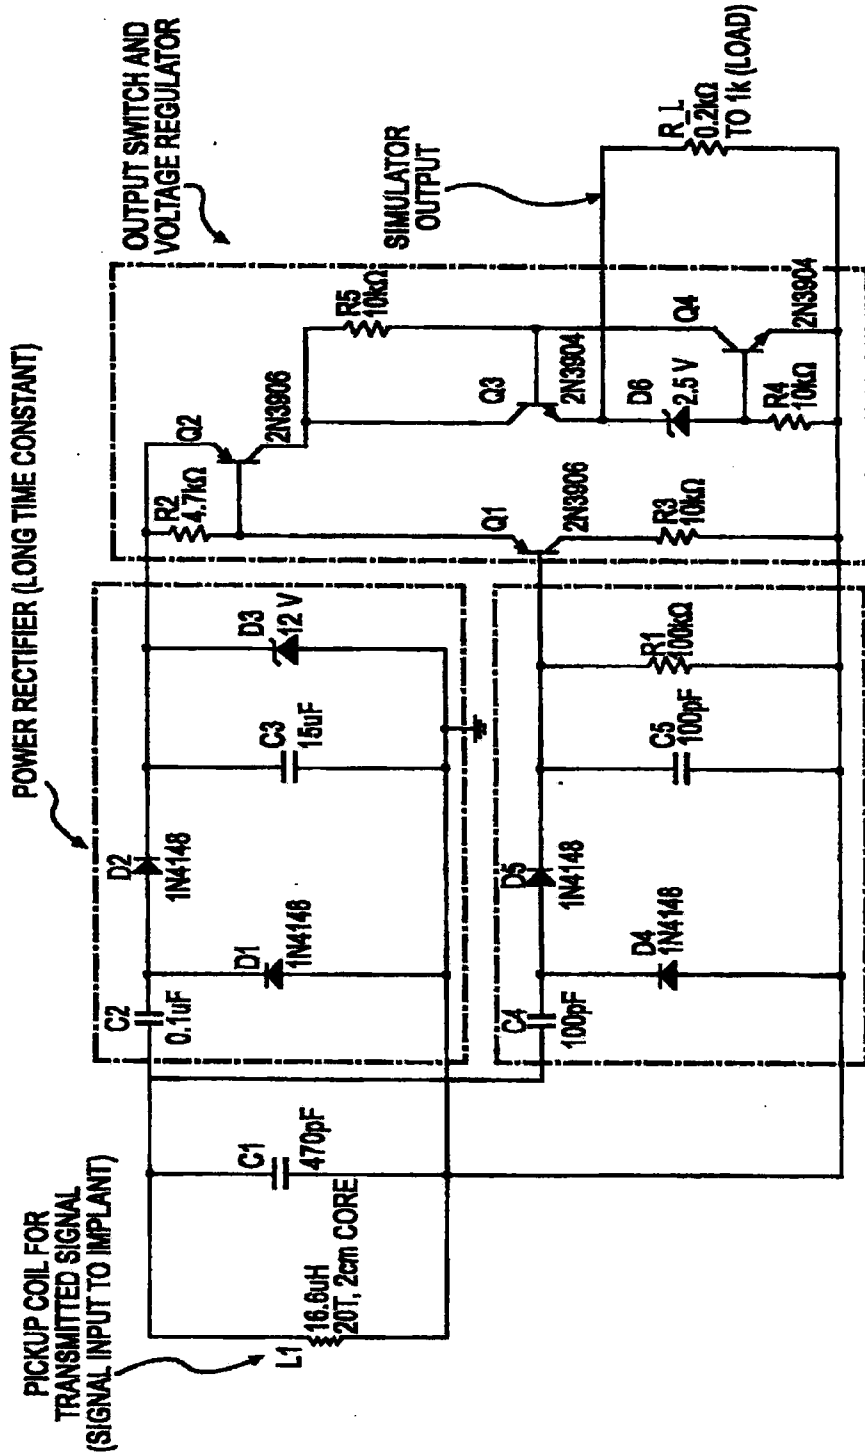 PICKUP COIL FOR
TRANSMITTED SIGNAL
(SIGNAL INPUT TO IMPLANT)
L1
16.6uH
20T, 2cm CORE
C1
470pF
POWER RECTIFIER (LONG TIME CONSTANT)
C2
0.1uF
D1
1N4148
D2
1N4148
C3
15uF
D3
12 V
C4
100pF
D4
1N4148
D5
1N4148
C5
100pF
R1
100kΩ
OUTPUT SWITCH AND
VOLTAGE REGULATOR
R2
4.7kΩ
Q2
2N3906
Q1
2N3906
R3
10kΩ
R5
10kΩ
Q3
2N3904
D6
2.5 V
Q4
2N3904
R4
10kΩ
SIMULATOR
OUTPUT
R_L
0.2kΩ
TO 1k (LOAD)